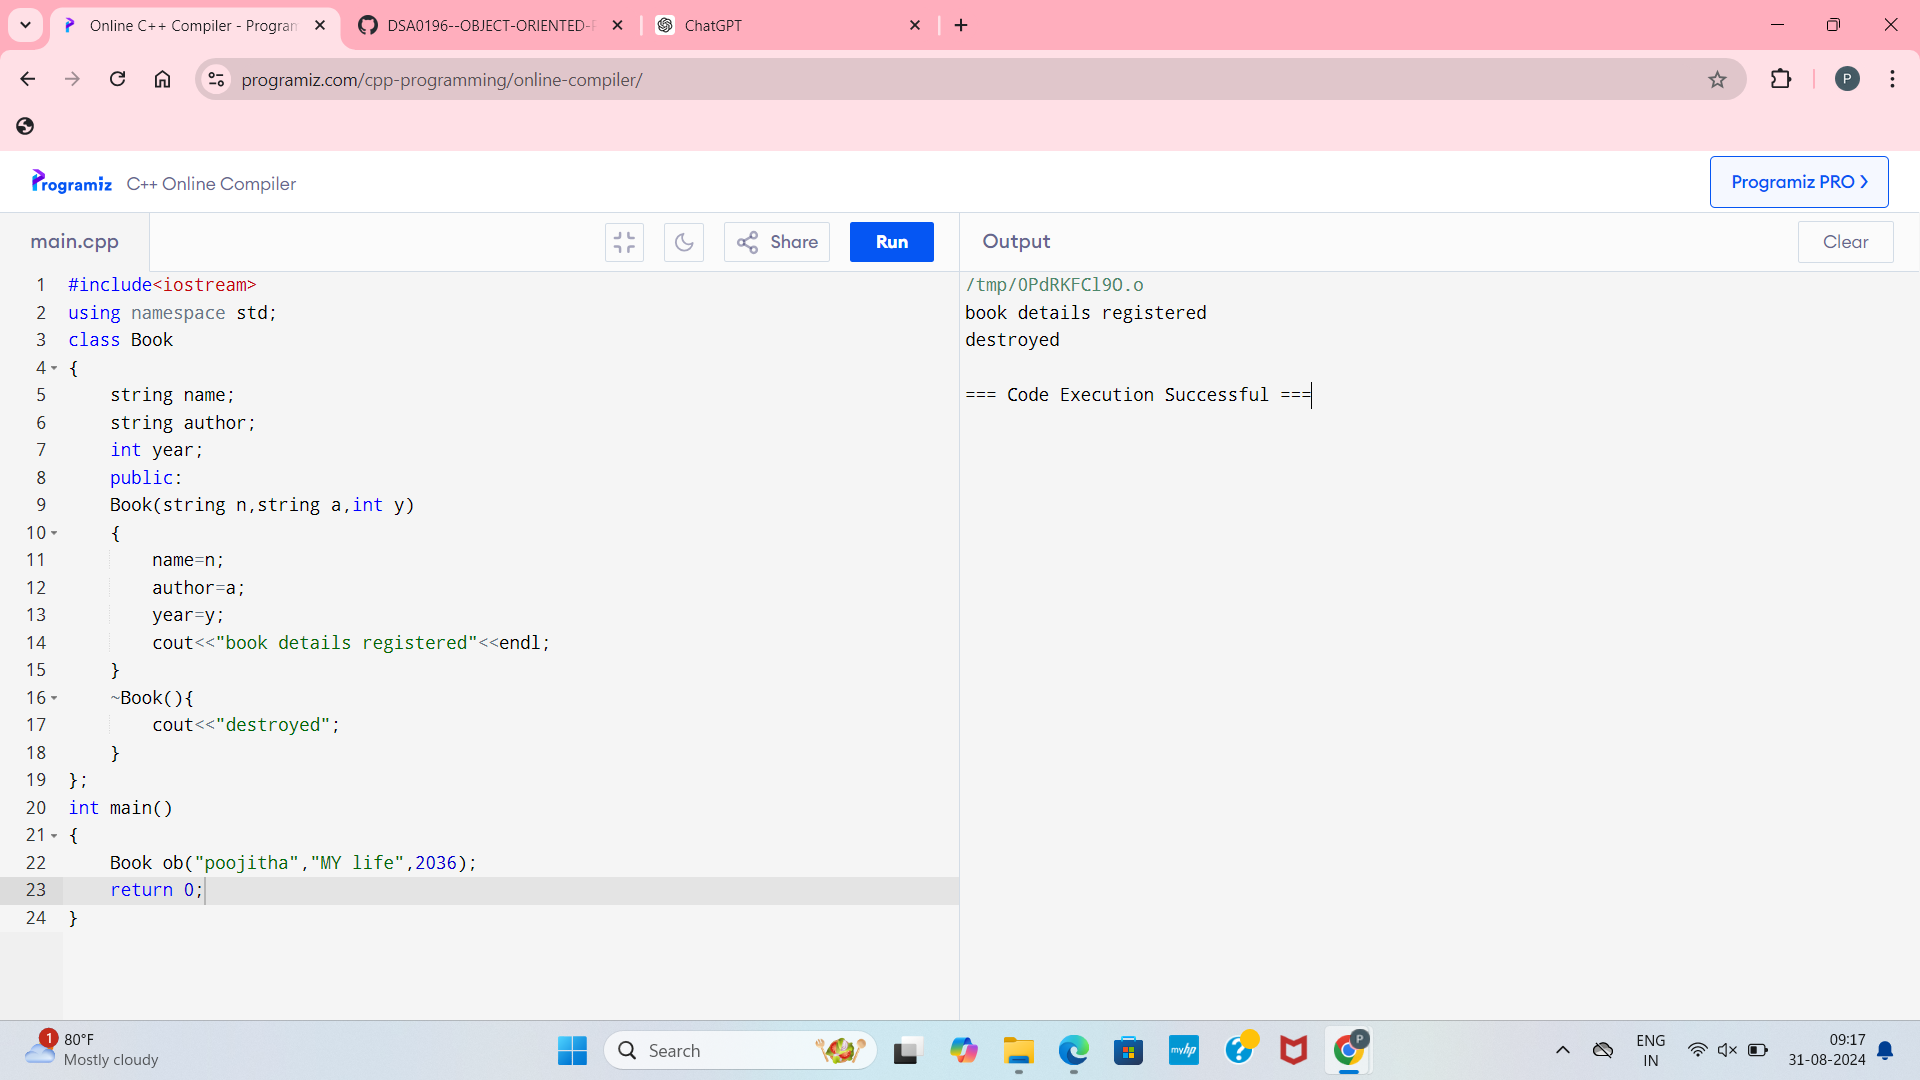 Online C++ Compiler - Program
DSA0196--OBJECT-ORIENTED-P
ChatGPT
programiz.com/cpp-programming/online-compiler/
P
Programiz
C++ Online Compiler
Programiz PRO
main.cpp
Share
Run
Output
Clear
1 #include<iostream>
2 using namespace std;
3 class Book
4 {
5 string name;
6 string author;
7 int year;
8 public:
9 Book(string n,string a,int y)
10 {
11 name=n;
12 author=a;
13 year=y;
14 cout<<"book details registered"<<endl;
15 }
16 ~Book(){
17 cout<<"destroyed";
18 }
19 };
20 int main()
21 {
22 Book ob("poojitha","MY life",2036);
23 return 0;
24 }
/tmp/0PdRKFCl9O.o
book details registered
destroyed
=== Code Execution Successful ===
1
80°F
Mostly cloudy
Search
myhp
P
ENG
IN
09:17
31-08-2024